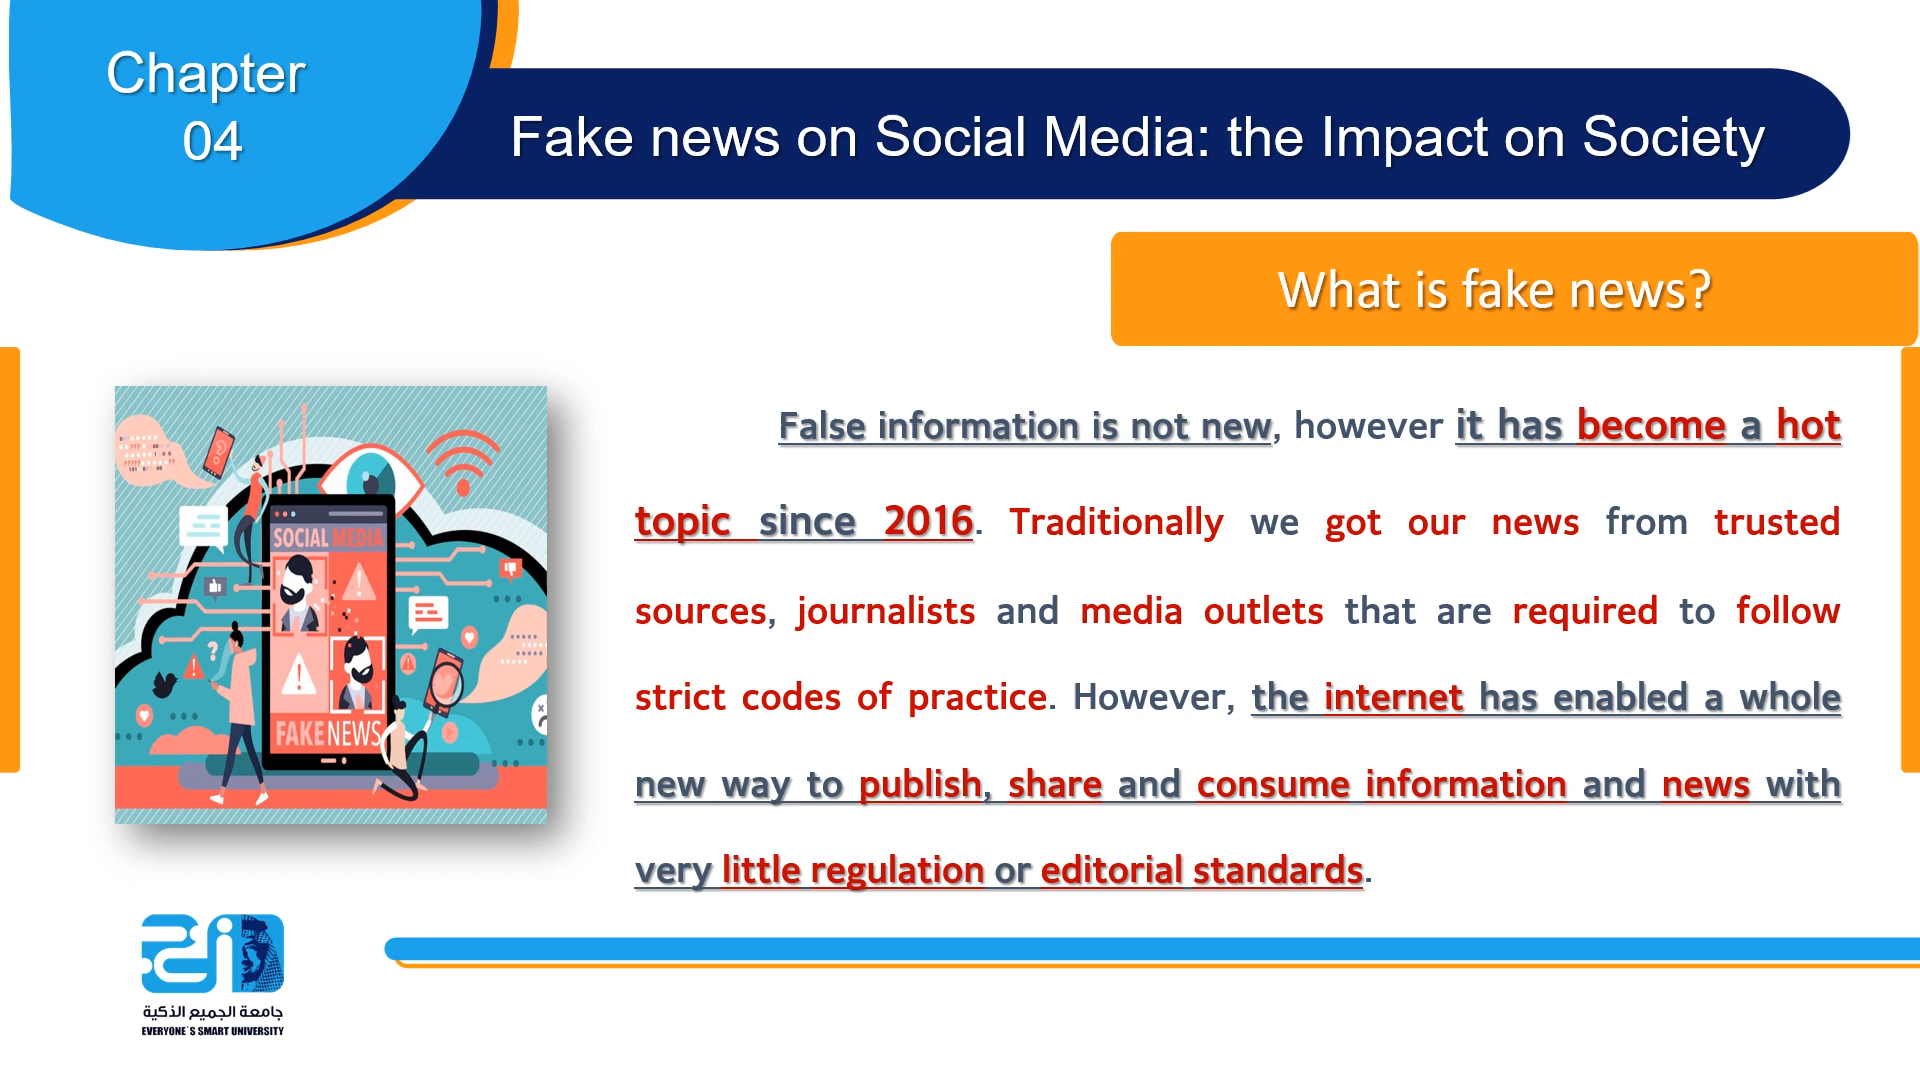 Chapter
04
Fake news on Social Media: the Impact on Society
What is fake news?
False information is not new, however it has become a hot
topic since 2016. Traditionally we got our news from trusted
sources, journalists and media outlets that are required to follow
strict codes of practice. However, the internet has enabled a whole
new way to publish, share and consume information and news with
very little regulation or editorial standards.
SOCIAL MEDIA
FAKE NEWS
جامعة الجميع الذكية
EVERYONE`S SMART UNIVERSITY